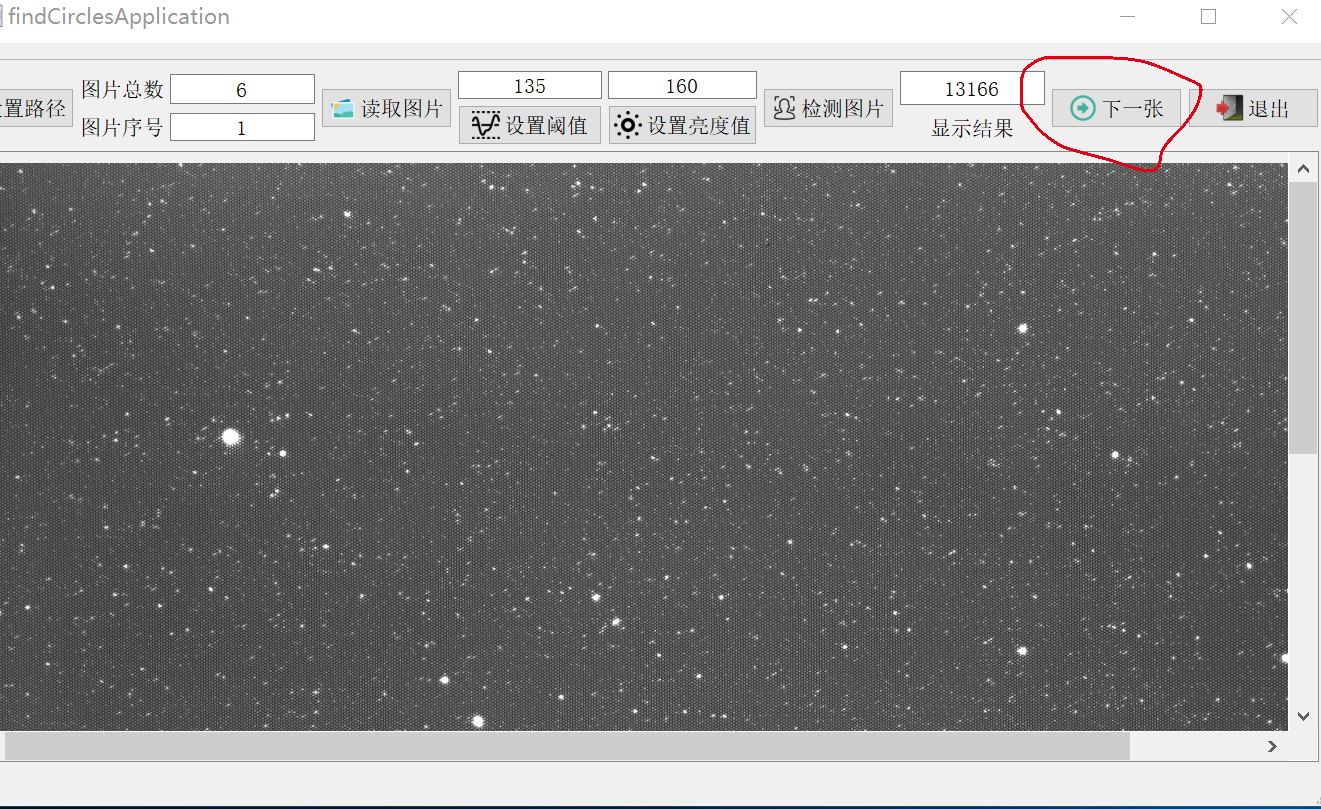 findCirclesApplication
置路径
图片总数
6
图片序号
1
读取图片
135
设置阈值
160
设置亮度值
检测图片
13166
显示结果
下一张
退出